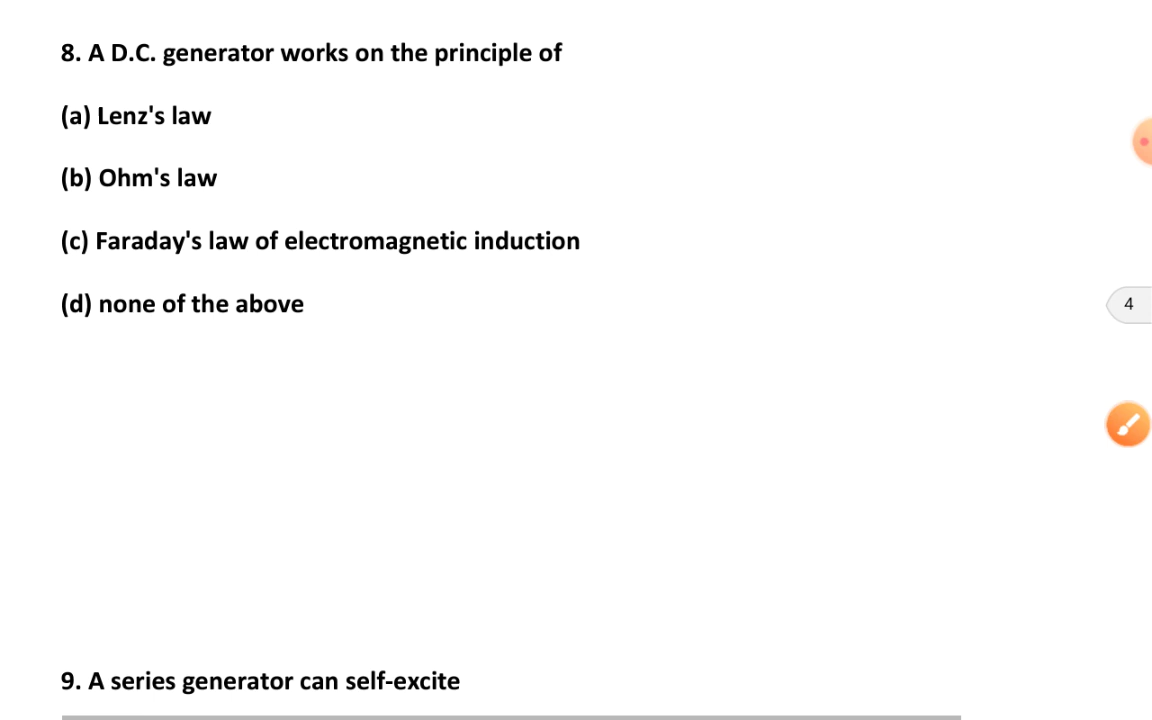 8. A D.C. generator works on the principle of
(a) Lenz's law
(b) Ohm's law
(c) Faraday's law of electromagnetic induction
(d) none of the above
4
9. A series generator can self-excite